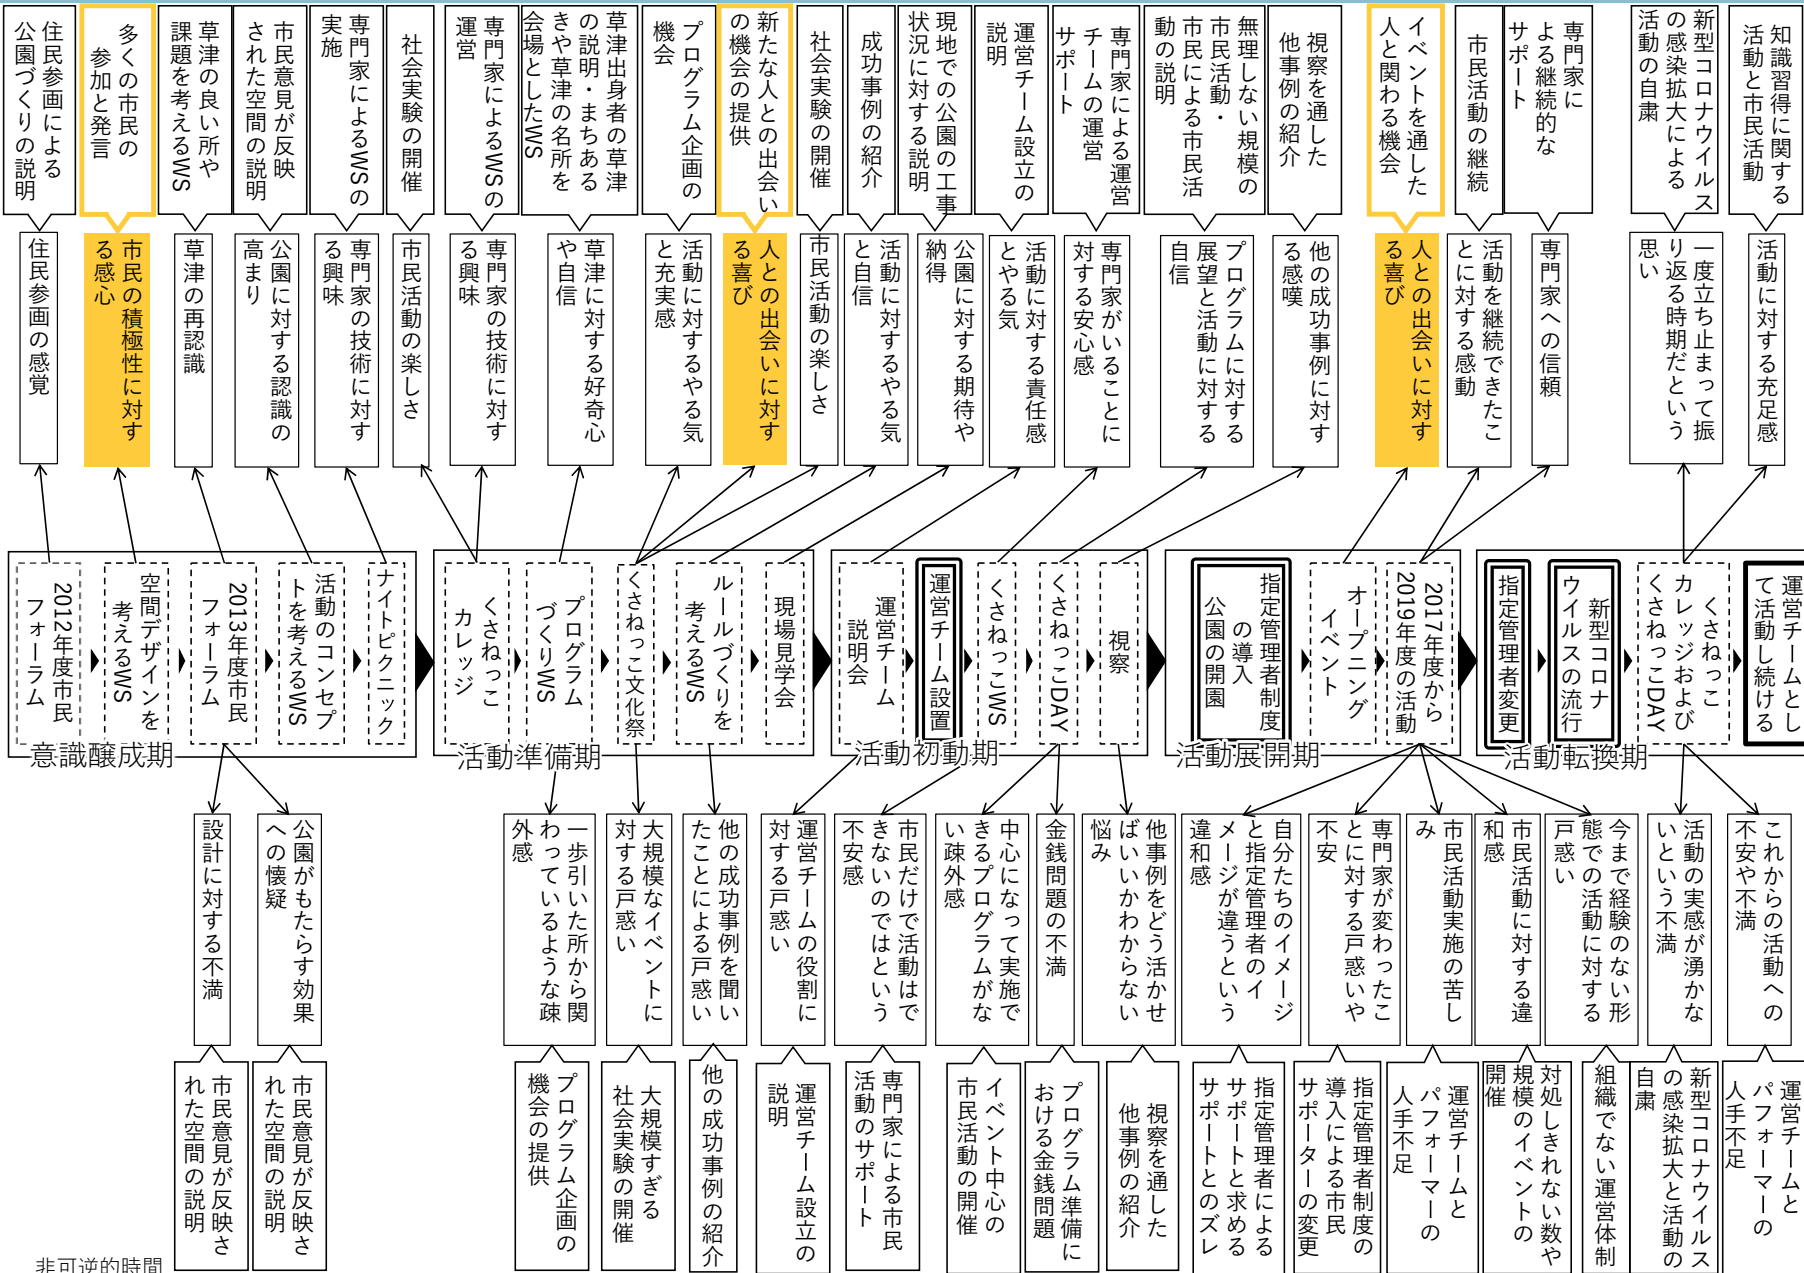 住民参画による
公園づくりの説明
多くの市民の
参加と発言
草津の良い所や
課題を考えるWS
市民意見が反映
された空間の説明
専門家によるWSの
実施
社会実験の開催
専門家によるWSの
運営
草津出身者の草津
の説明・まちある
きや草津の名所を
会場としたWS
プログラム企画の
機会
新たな人との出会い
の機会の提供
社会実験の開催
成功事例の紹介
現地での公園の工事
状況に対する説明
運営チーム設立の
説明
専門家による運営
チームの運営
サポート
無理しない規模の
市民活動・
市民による市民活
動の説明
視察を通した
他事例の紹介
イベントを通した
人と関わる機会
市民活動の継続
専門家に
よる継続的な
サポート
新型コロナウイルス
の感染拡大による
活動の自粛
知識習得に関する
活動と市民活動
住民参画の感覚
市民の積極性に対す
る感心
草津の再認識
公園に対する認識の
高まり
専門家の技術に対す
る興味
市民活動の楽しさ
専門家の技術に対す
る興味
草津に対する好奇心
や自信
活動に対するやる気
と充実感
人との出会いに対す
る喜び
市民活動の楽しさ
活動に対するやる気
と自信
公園に対する期待や
納得
活動に対する責任感
とやる気
専門家がいることに
対する安心感
プログラムに対する
展望と活動に対する
自信
他の成功事例に対す
る感嘆
人との出会いに対す
る喜び
活動を継続できたこ
とに対する感動
専門家への信頼
一度立ち止まって振
り返る時期だという
思い
活動に対する充足感
2012年度市民
フォーラム
空間デザインを
考えるWS
2013年度市民
フォーラム
活動のコンセプ
トを考えるWS
ナイトピクニック
意識醸成期
くさねっこ
カレッジ
プログラム
づくりWS
くさねっこ文化祭
ルールづくりを
考えるWS
現場見学会
活動準備期
運営チーム
説明会
運営チーム設置
くさねっこWS
くさねっこDAY
視察
活動初動期
指定管理者制度
の導入
公園の開園
オープニング
イベント
2017年度から
2019年度の活動
活動展開期
指定管理者変更
新型コロナ
ウイルスの流行
くさねっこ
カレッジおよび
くさねっこDAY
運営チームとし
て活動し続ける
活動転換期
設計に対する不満
公園がもたらす効果
への懐疑
一歩引いた所から関
わっているような疎
外感
大規模なイベントに
対する戸惑い
他の成功事例を聞い
たことによる戸惑い
運営チームの役割に
対する戸惑い
市民だけで活動はで
きないのではという
不安感
中心になって実施で
きるプログラムがな
い疎外感
金銭問題の不満
他事例をどう活かせ
ばいいかわからない
悩み
自分たちのイメージ
と指定管理者のイ
メージが違うという
違和感
専門家が変わったこ
とに対する戸惑いや
不安
市民活動実施の苦し
み
市民活動に対する違
和感
今まで経験のない形
態での活動に対する
戸惑い
活動の実感が湧かな
いという不満
これからの活動への
不安や不満
市民意見が反映さ
れた空間の説明
市民意見が反映さ
れた空間の説明
プログラム企画の
機会の提供
大規模すぎる
社会実験の開催
他の成功事例の紹介
運営チーム設立の
説明
専門家による市民
活動のサポート
イベント中心の
市民活動の開催
プログラム準備に
おける金銭問題
視察を通した
他事例の紹介
指定管理者による
サポートと求める
サポートとのズレ
指定管理者制度の
導入による市民
サポーターの変更
運営チームと
パフォーマーの
人手不足
対処しきれない数や
規模のイベントの
開催
組織でない運営体制
新型コロナウイルス
の感染拡大と活動の
自粛
運営チームと
パフォーマーの
人手不足
非可逆的時間